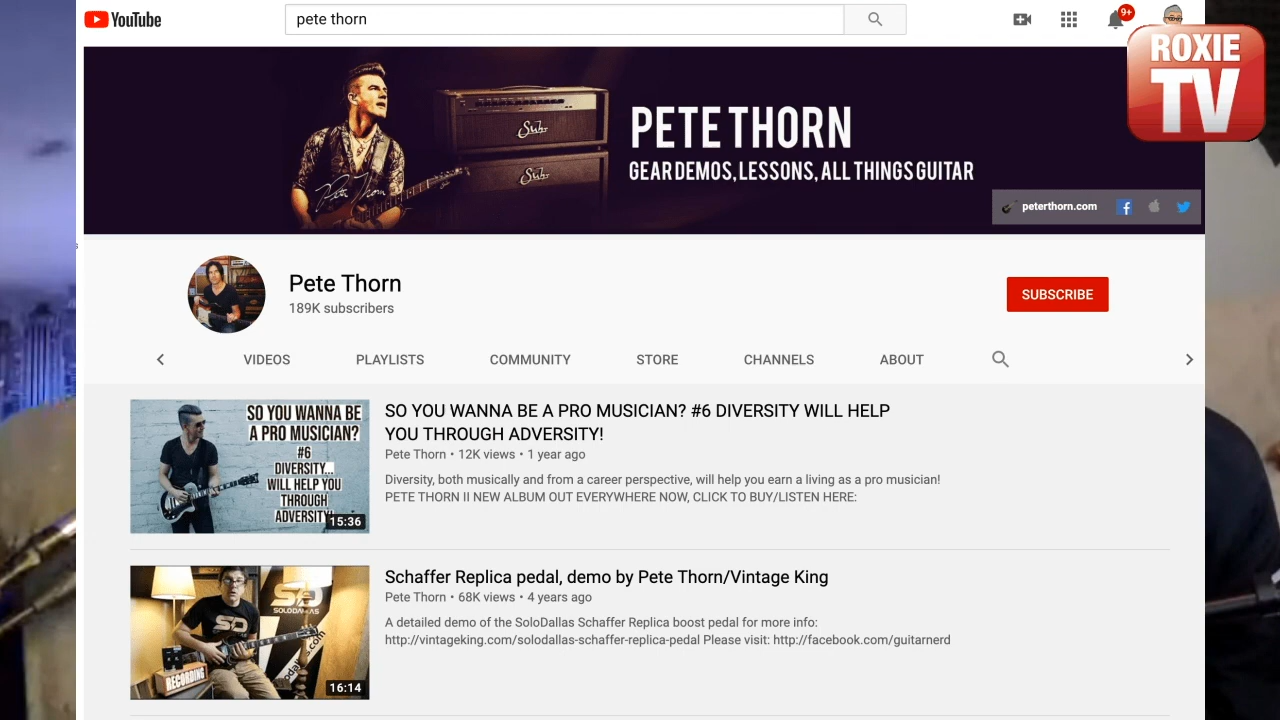 YouTube
pete thorn
9+
ROXIE
TV
Suhr
Suhr
Pete Thorn
PETE THORN
GEAR DEMOS, LESSONS, ALL THINGS GUITAR
peterthorn.com
Pete Thorn
189K subscribers
SUBSCRIBE
VIDEOS
PLAYLISTS
COMMUNITY
STORE
CHANNELS
ABOUT
SO YOU WANNA BE
A PRO MUSICIAN?
#6
DIVERSITY...
WILL HELP
YOU THROUGH
ADVERSITY!
15:36
SO YOU WANNA BE A PRO MUSICIAN? #6 DIVERSITY WILL HELP
YOU THROUGH ADVERSITY!
Pete Thorn • 12K views • 1 year ago
Diversity, both musically and from a career perspective, will help you earn a living as a pro musician!
PETE THORN II NEW ALBUM OUT EVERYWHERE NOW, CLICK TO BUY/LISTEN HERE:
SD
SD
SOLODALLAS
RECORDING
16:14
Schaffer Replica pedal, demo by Pete Thorn/Vintage King
Pete Thorn • 68K views • 4 years ago
A detailed demo of the SoloDallas Schaffer Replica boost pedal for more info:
http://vintageking.com/solodallas-schaffer-replica-pedal Please visit: http://facebook.com/guitarnerd